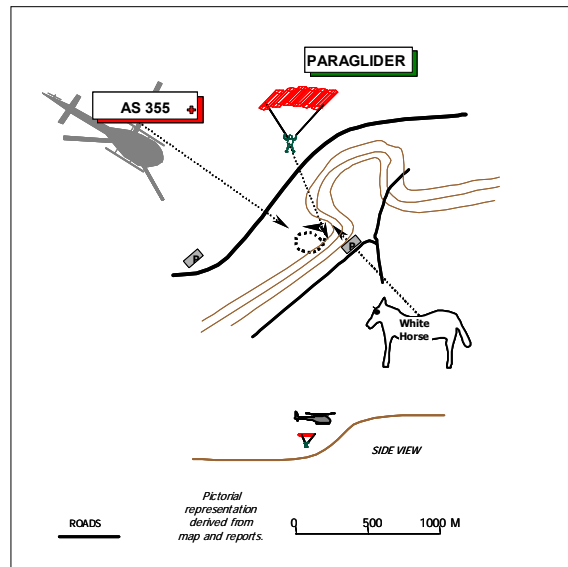 PARAGLIDER
AS 355
P
P
White
Horse
SIDE VIEW
Pictorial
representation
derived from
map and reports.
ROADS
0 500 1000 M